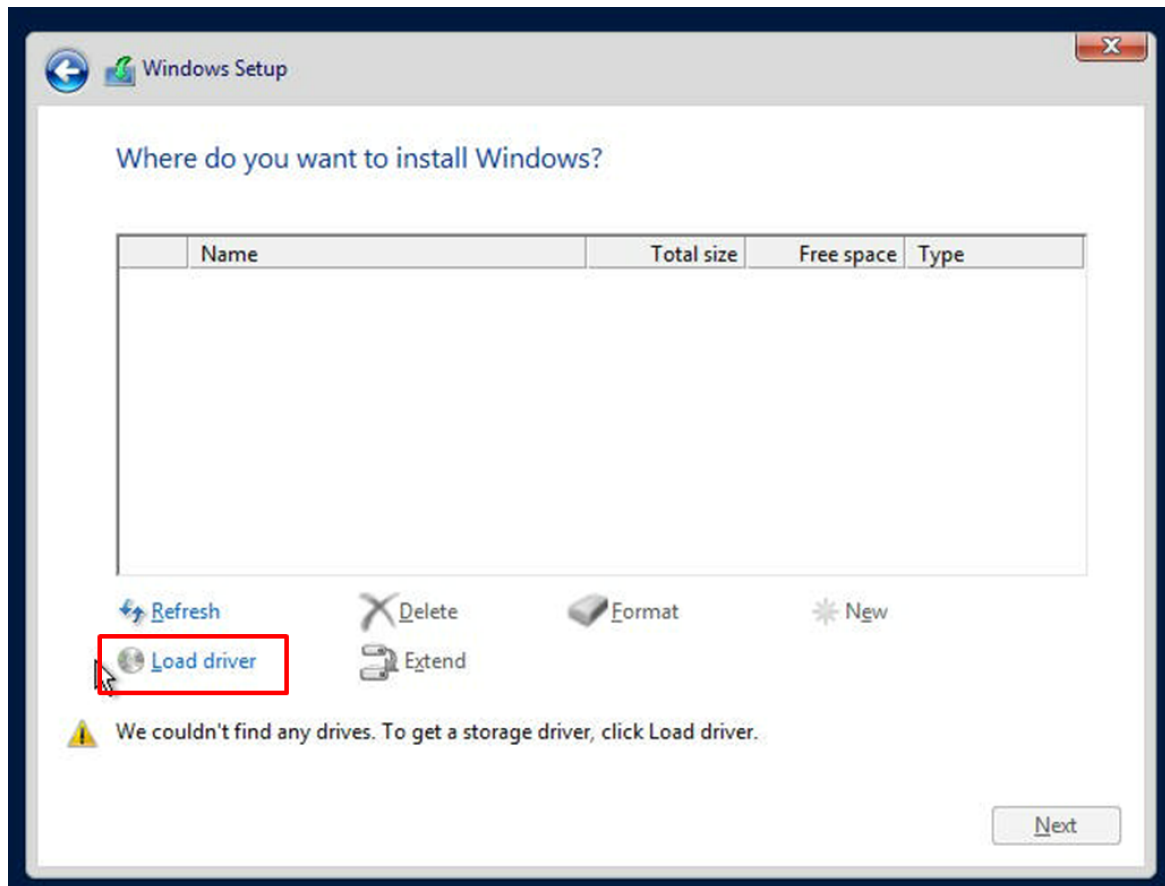 Windows Setup
Where do you want to install Windows?
Name Total size Free space Type
Refresh Delete Format New
Load driver Extend
We couldn't find any drives. To get a storage driver, click Load driver.
Next